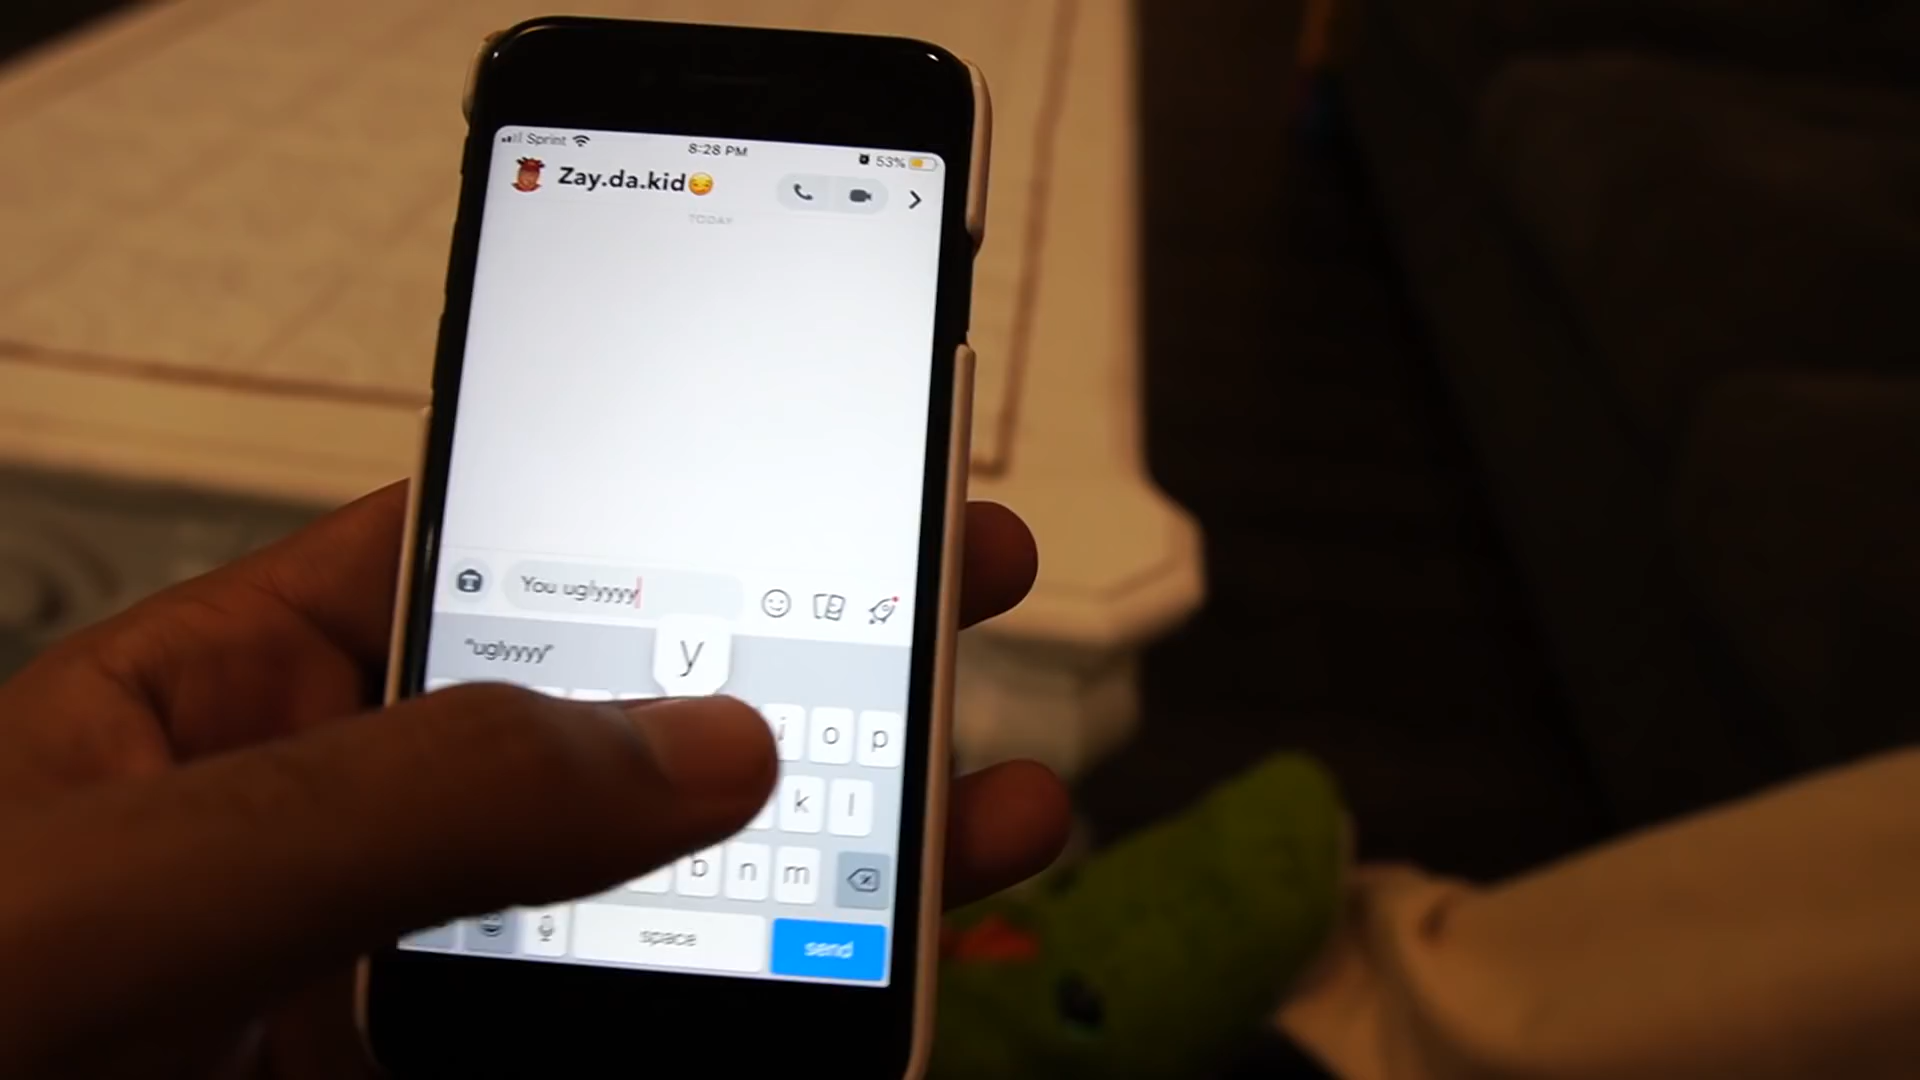 Sprint 8:28 PM 53%
Zay.da.kid😏
TODAY
You uglyyyy
"uglyyyy"
y
i o p
k l
b n m
space send